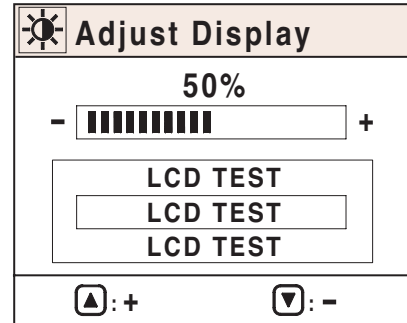 Adjust Display
50%
- +
LCD TEST
LCD TEST
LCD TEST
▲: + ▼: -